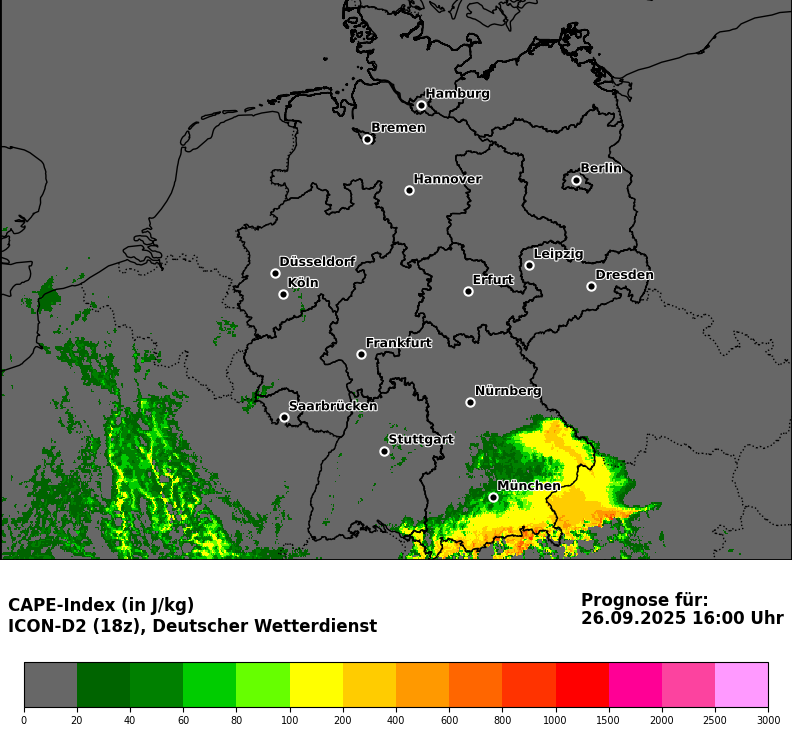 Hamburg
Bremen
Berlin
Hannover
Leipzig
Düsseldorf
Dresden
Köln
Erfurt
Frankfurt
Nürnberg
Saarbrücken
Stuttgart
München
CAPE-Index (in J/kg)
ICON-D2 (18z), Deutscher Wetterdienst
Prognose für:
26.09.2025 16:00 Uhr
0 20 40 60 80 100 200 400 600 800 1000 1500 2000 2500 3000